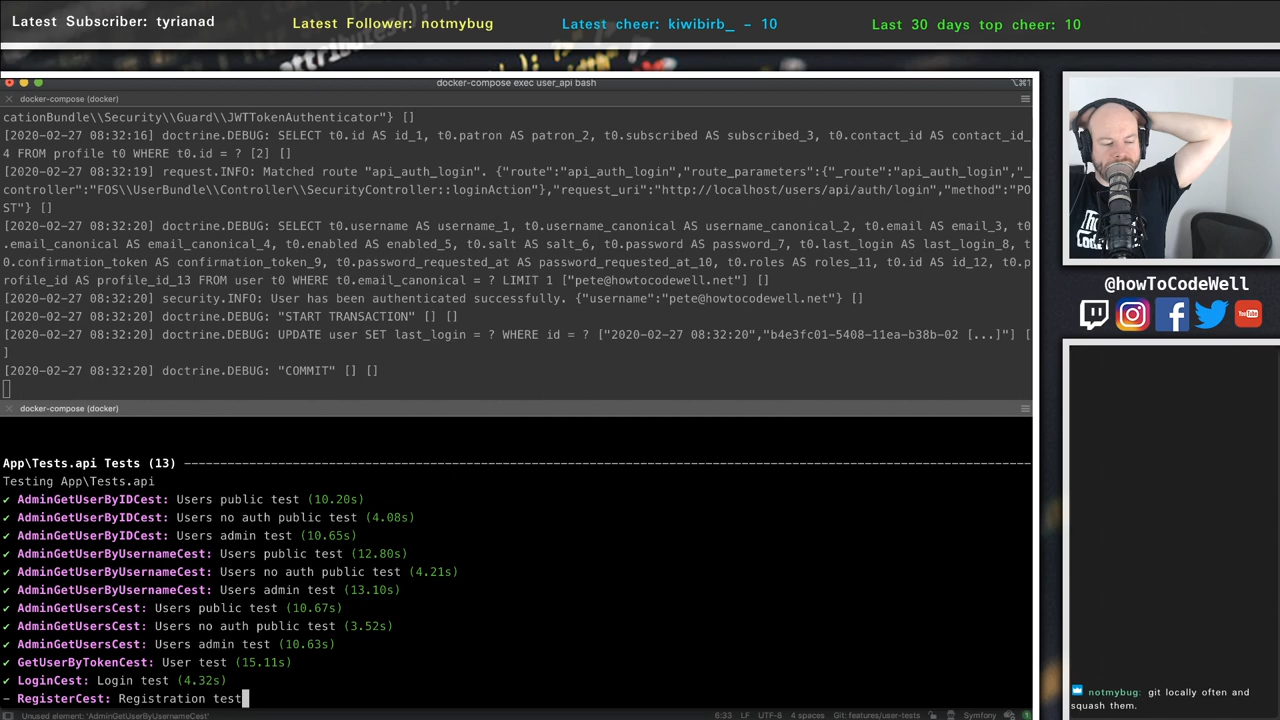 Latest Subscriber: tyrianad
Latest Follower: notmybug
Latest cheer: kiwibirb_ - 10
Last 30 days top cheer: 10
docker-compose exec user_api bash
docker-compose (docker)
cationBundle\\Security\\Guard\\JWTTokenAuthenticator"} []
[2020-02-27 08:32:16] doctrine.DEBUG: SELECT t0.id AS id_1, t0.patron AS patron_2, t0.subscribed AS subscribed_3, t0.contact_id AS contact_id_
4 FROM profile t0 WHERE t0.id = ? [2] []
[2020-02-27 08:32:19] request.INFO: Matched route "api_auth_login". {"route":"api_auth_login","route_parameters":{"_route":"api_auth_login","_
controller":"FOS\\UserBundle\\Controller\\SecurityController::loginAction"},"request_uri":"http://localhost/users/api/auth/login","method":"PO
ST"} []
[2020-02-27 08:32:20] doctrine.DEBUG: SELECT t0.username AS username_1, t0.username_canonical AS username_canonical_2, t0.email AS email_3, t0
.email_canonical AS email_canonical_4, t0.enabled AS enabled_5, t0.salt AS salt_6, t0.password AS password_7, t0.last_login AS last_login_8, t
0.confirmation_token AS confirmation_token_9, t0.password_requested_at AS password_requested_at_10, t0.roles AS roles_11, t0.id AS id_12, t0.p
rofile_id AS profile_id_13 FROM user t0 WHERE t0.email_canonical = ? LIMIT 1 ["pete@howtocodewell.net"] []
[2020-02-27 08:32:20] security.INFO: User has been authenticated successfully. {"username":"pete@howtocodewell.net"} []
[2020-02-27 08:32:20] doctrine.DEBUG: "START TRANSACTION" [] []
[2020-02-27 08:32:20] doctrine.DEBUG: UPDATE user SET last_login = ? WHERE id = ? ["2020-02-27 08:32:20","b4e3fc01-5408-11ea-b38b-02 [...]"] [
]
[2020-02-27 08:32:20] doctrine.DEBUG: "COMMIT" [] []
docker-compose (docker)
App\Tests.api Tests (13)
Testing App\Tests.api
✔ AdminGetUserByIDCest: Users public test (10.20s)
✔ AdminGetUserByIDCest: Users no auth public test (4.08s)
✔ AdminGetUserByIDCest: Users admin test (10.65s)
✔ AdminGetUserByUsernameCest: Users public test (12.80s)
✔ AdminGetUserByUsernameCest: Users no auth public test (4.21s)
✔ AdminGetUserByUsernameCest: Users admin test (13.10s)
✔ AdminGetUsersCest: Users public test (10.67s)
✔ AdminGetUsersCest: Users no auth public test (3.52s)
✔ AdminGetUsersCest: Users admin test (10.63s)
✔ GetUserByTokenCest: User test (15.11s)
✔ LoginCest: Login test (4.32s)
- RegisterCest: Registration test
Unused element: 'AdminGetUserByUsernameCest'
6:33 LF UTF-8 4 spaces Git: features/user-tests Symfony
@howToCodeWell
YouTube
notmybug: git locally often and
squash them.